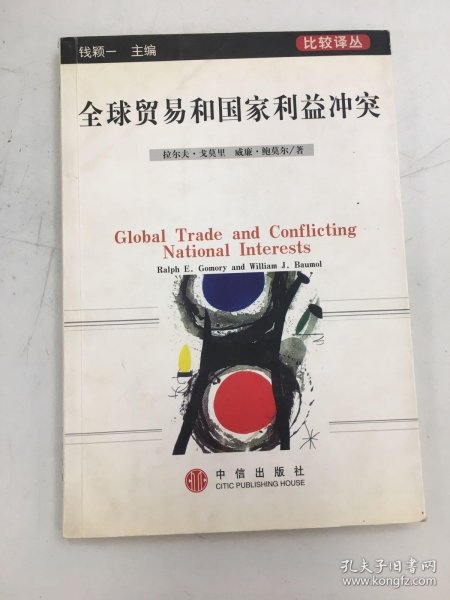 钱颖一 主编
比较译丛
全球贸易和国家利益冲突
拉尔夫·戈莫里 威廉·鲍莫尔/著
Global Trade and Conflicting
National Interests
Ralph E. Gomory and William J. Baumol
中信出版社
CITIC PUBLISHING HOUSE
孔夫子旧书网
www.kongfz.com